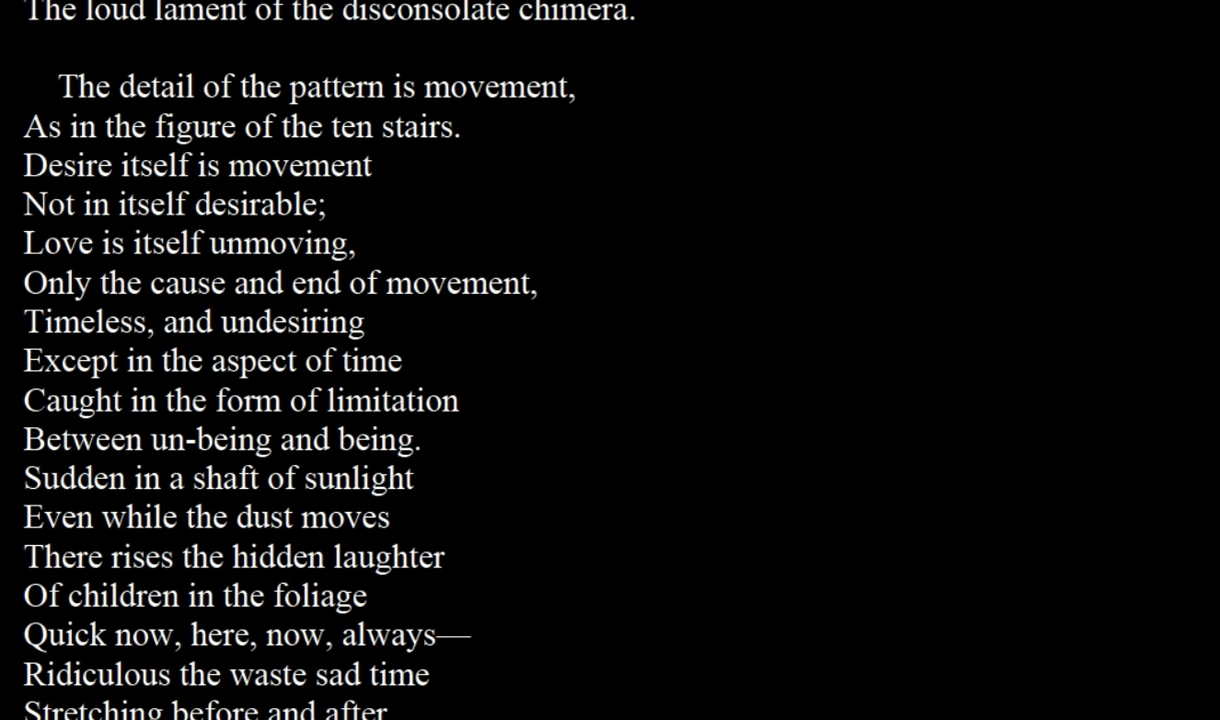 The loud lament of the disconsolate chimera.
The detail of the pattern is movement,
As in the figure of the ten stairs.
Desire itself is movement
Not in itself desirable;
Love is itself unmoving,
Only the cause and end of movement,
Timeless, and undesiring
Except in the aspect of time
Caught in the form of limitation
Between un-being and being.
Sudden in a shaft of sunlight
Even while the dust moves
There rises the hidden laughter
Of children in the foliage
Quick now, here, now, always—
Ridiculous the waste sad time
Stretching before and after